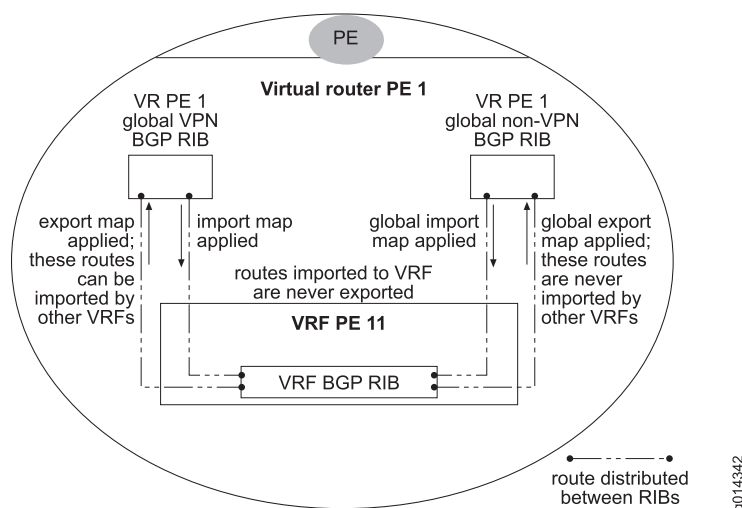 PE
Virtual router PE 1
VR PE 1
global VPN
BGP RIB
VR PE 1
global non-VPN
BGP RIB
export map
applied;
these routes
can be
imported by
other VRFs
import map
applied
global import
map applied
global export
map applied;
these routes
are never
imported by
other VRFs
routes imported to VRF
are never exported
VRF PE 11
VRF BGP RIB
route distributed
between RIBs
g014342